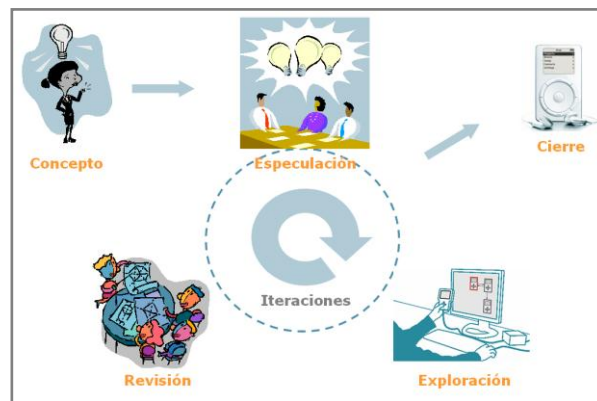 Concepto
Especulación
Cierre
Iteraciones
Revisión
Exploración